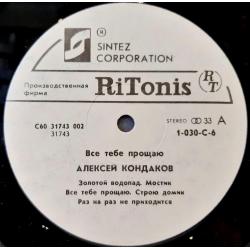 ®
SINTEZ
CORPORATION
Производственная
фирма
RiTonis
RT
®
С60 31743 002
31743
STEREO 33 A
1-030-C-6
Все тебе прощаю
АЛЕКСЕЙ КОНДАКОВ
Золотой водопад. Мостик
Все тебе прощаю. Строю домик
Раз на раз не приходится